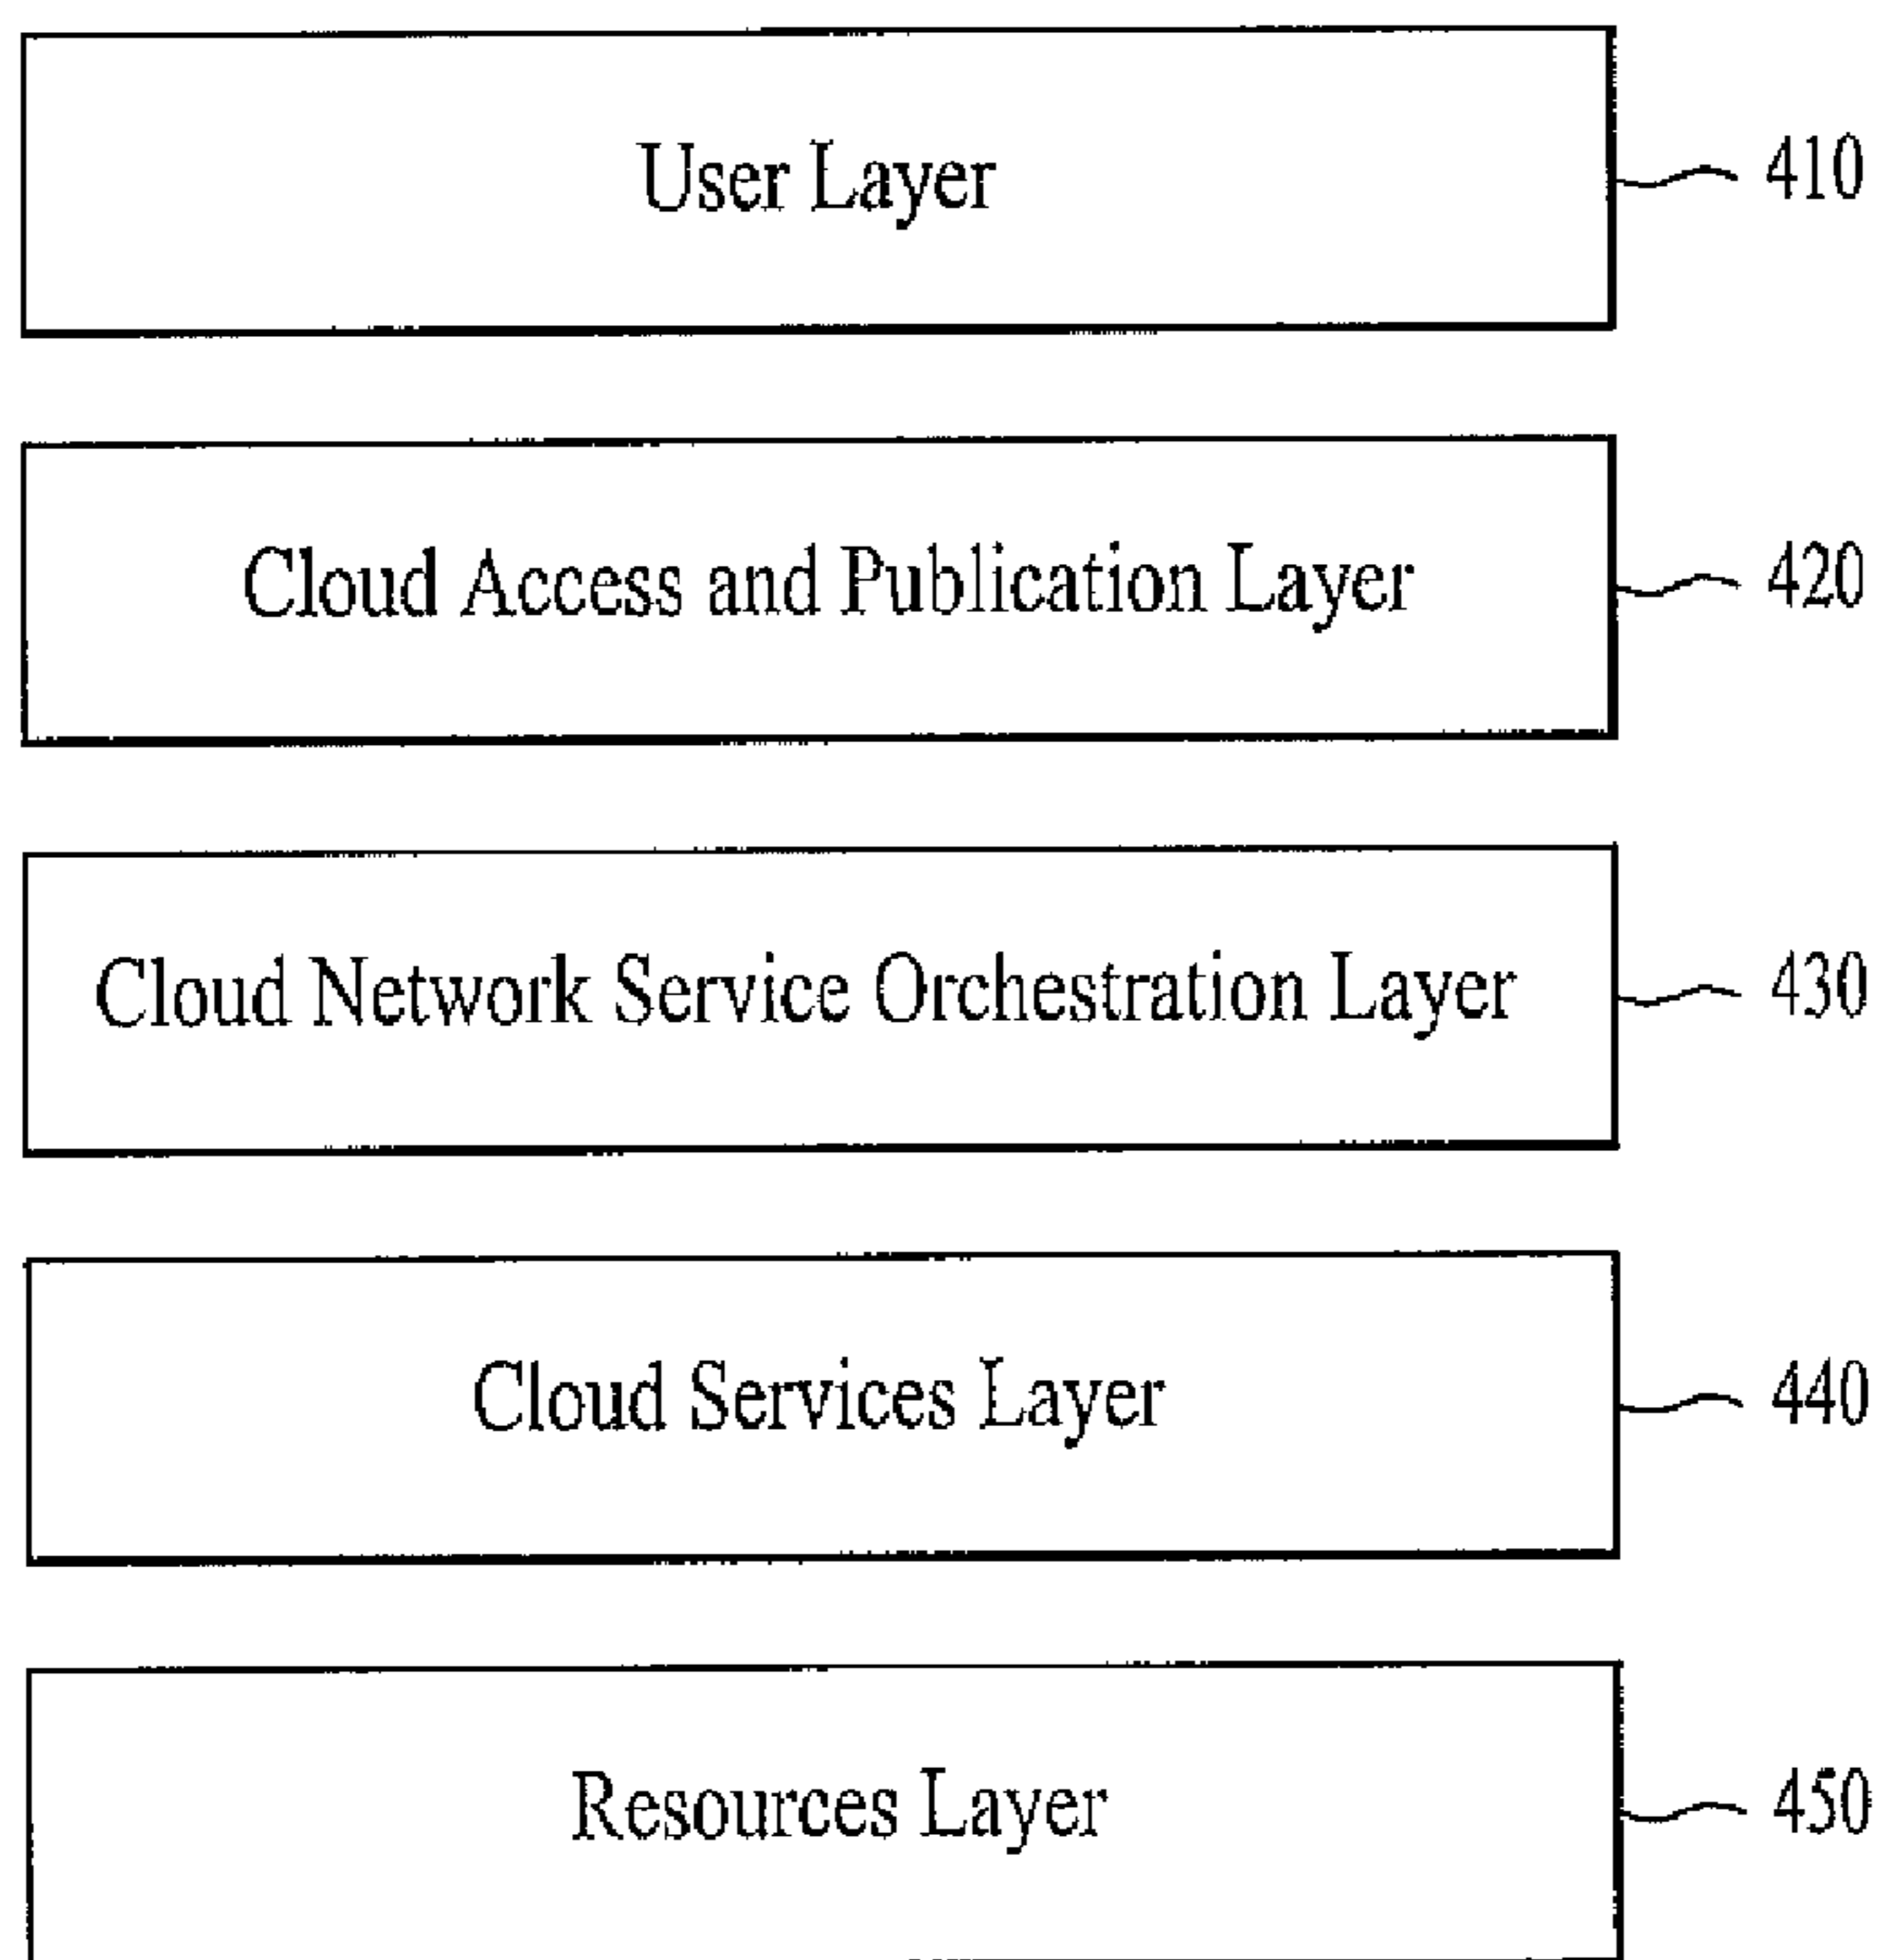 User Layer 410
Cloud Access and Publication Layer 420
Cloud Network Service Orchestration Layer 430
Cloud Services Layer 440
Resources Layer 450